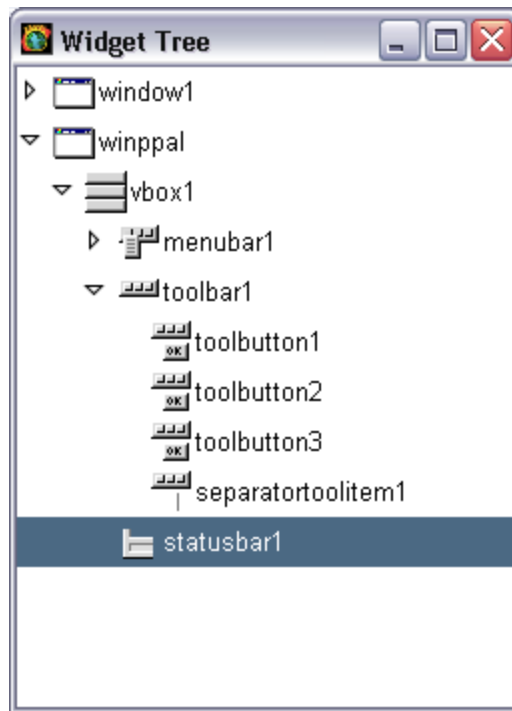 Widget Tree
window1
winppal
vbox1
menubar1
toolbar1
toolbutton1
toolbutton2
toolbutton3
separatortoolitem1
statusbar1